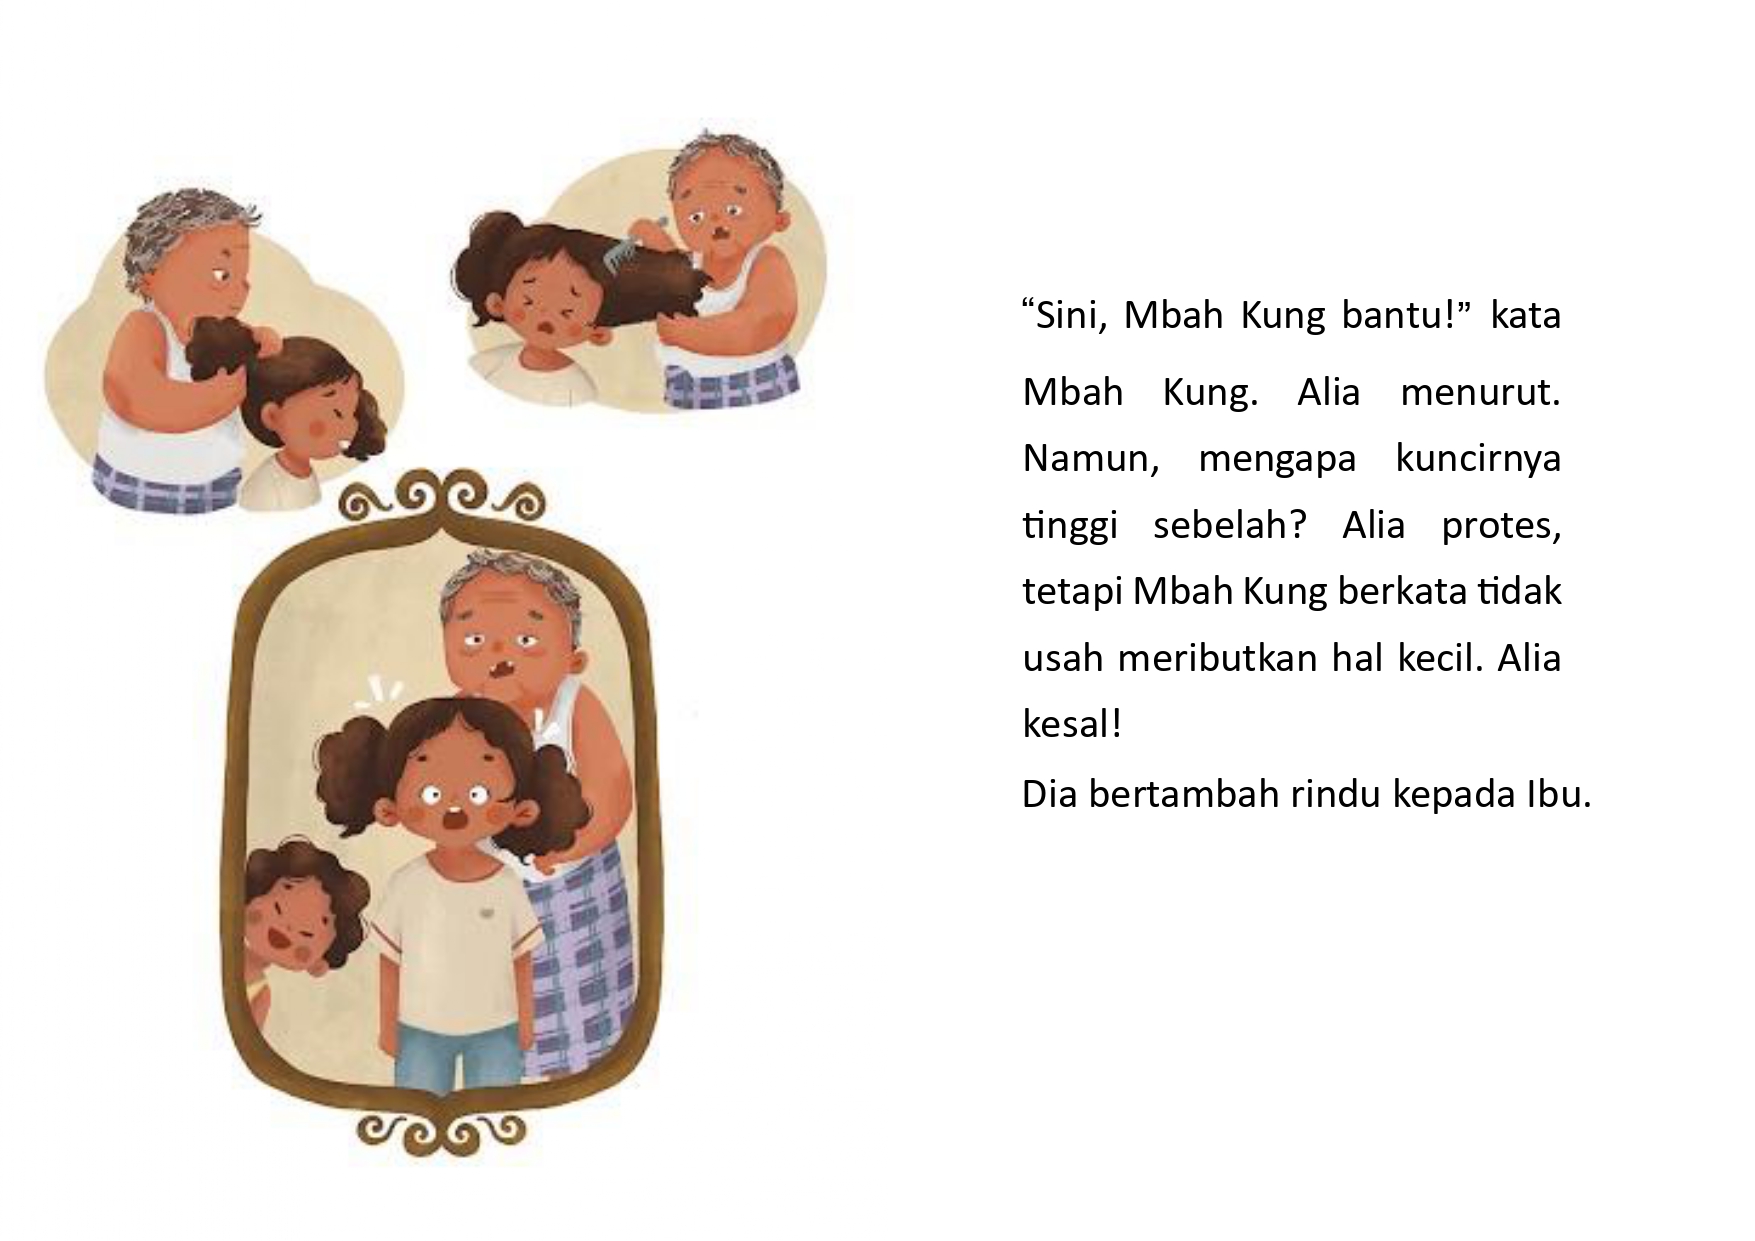 “Sini, Mbah Kung bantu!” kata
Mbah Kung. Alia menurut.
Namun, mengapa kuncirnya
tinggi sebelah? Alia protes,
tetapi Mbah Kung berkata tidak
usah meributkan hal kecil. Alia
kesal!
Dia bertambah rindu kepada Ibu.